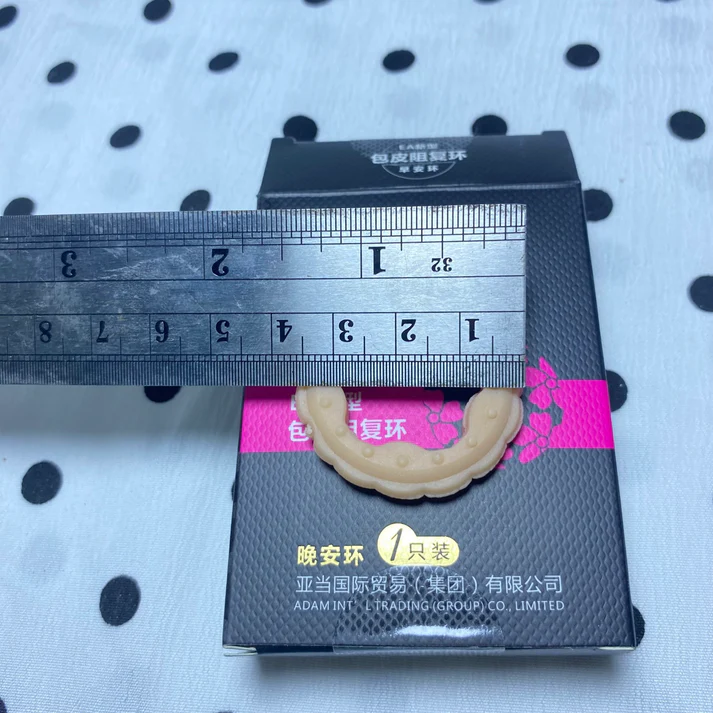 EA新型
包皮阻复环
早安环
3 2 1 32
8 7 6 5 4 3 2 1
型
包皮阻复环
晚安环 1只装
亚当国际贸易（集团）有限公司
ADAM INT'L TRADING (GROUP) CO., LIMITED